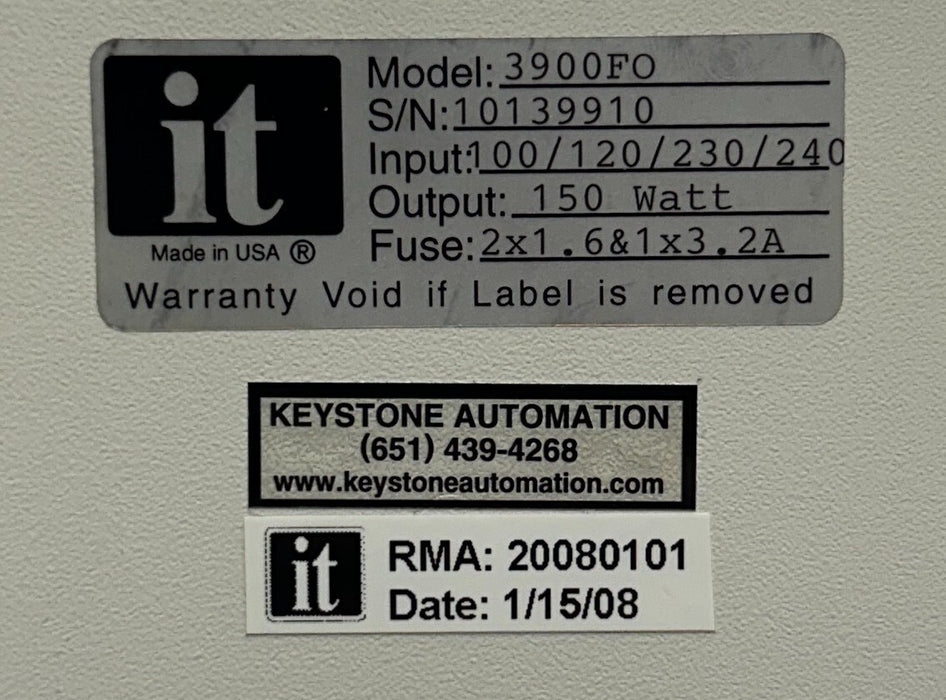 it
Made in USA ®
Model: 3900FO
S/N: 10139910
Input: 100/120/230/240
Output: 150 Watt
Fuse: 2x1.6&1x3.2A
Warranty Void if Label is removed
KEYSTONE AUTOMATION
(651) 439-4268
www.keystoneautomation.com
it
RMA: 20080101
Date: 1/15/08